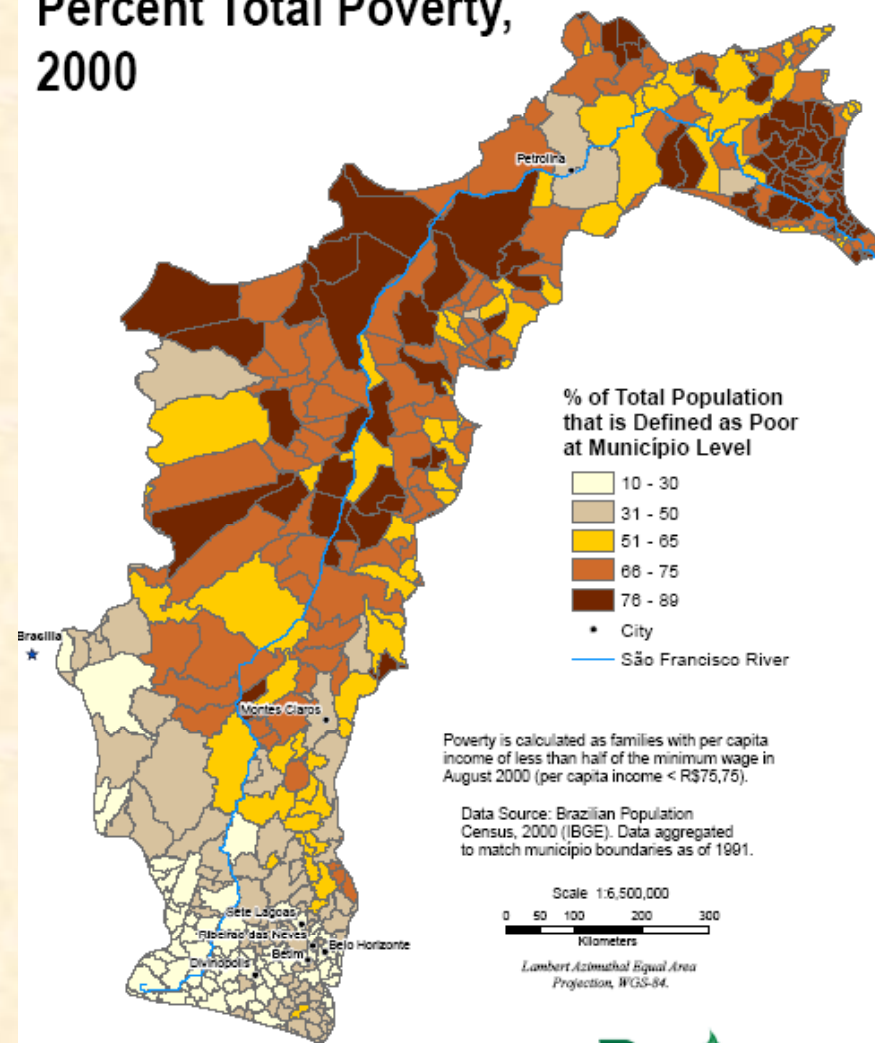 Percent Total Poverty,
2000
Petrolina
% of Total Population
that is Defined as Poor
at Município Level
10 - 30
31 - 50
51 - 65
66 - 75
76 - 89
City
São Francisco River
Brasília
Montes Claros
Poverty is calculated as families with per capita
income of less than half of the minimum wage in
August 2000 (per capita income < R$75,75).
Data Source: Brazilian Population
Census, 2000 (IBGE). Data aggregated
to match município boundaries as of 1991.
Scale 1:6,500,000
0 50 100 200 300
Kilometers
Lambert Azimuthal Equal Area
Projection, WGS-84.
Sete Lagoas
Ribeirao das Neves
Belo Horizonte
Betim
Divinopolis